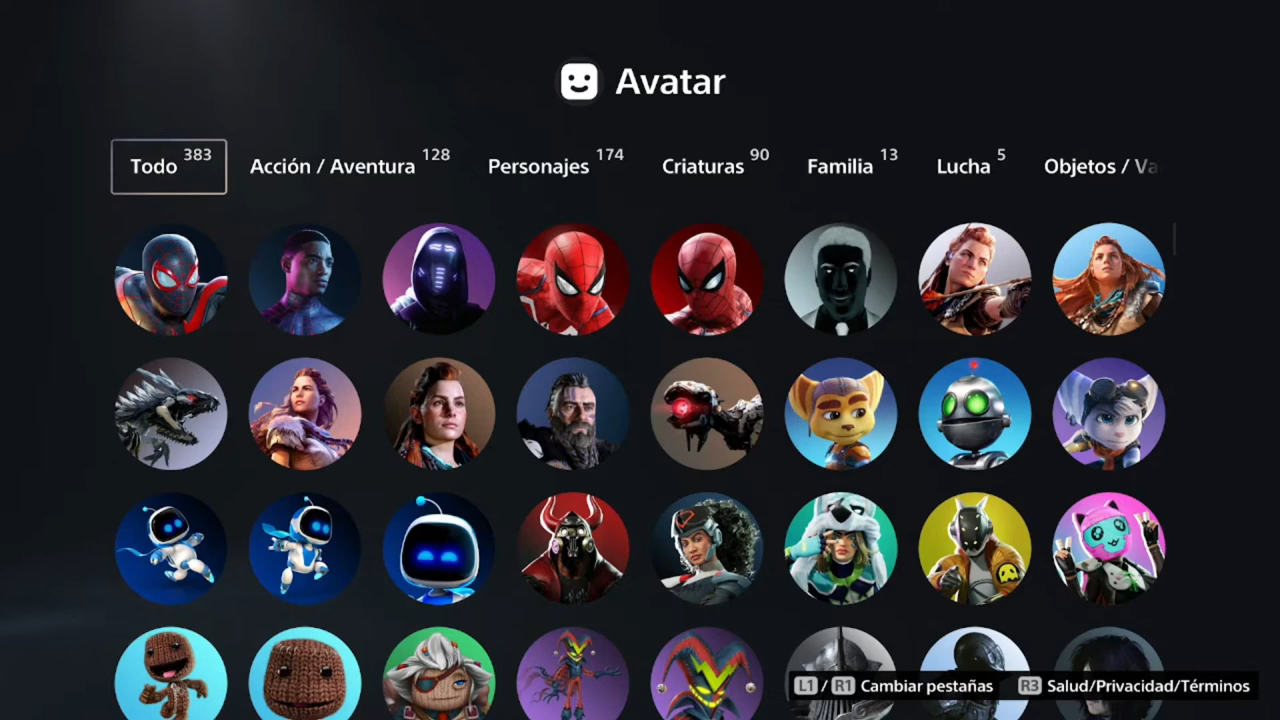 Avatar
Todo 383
Acción / Aventura 128
Personajes 174
Criaturas 90
Familia 13
Lucha 5
Objetos /
L1 / R1 Cambiar pestañas
R3 Salud/Privacidad/Términos